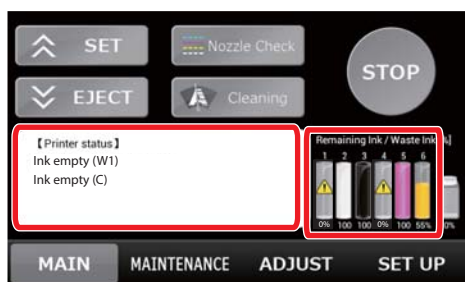 SET
Nozzle Check
STOP
EJECT
Cleaning
【Printer status】
Ink empty (W1)
Ink empty (C)
Remaining Ink / Waste Ink [%]
1 2 3 4 5 6
0% 100 100 0% 100 55% 0%
MAIN MAINTENANCE ADJUST SET UP